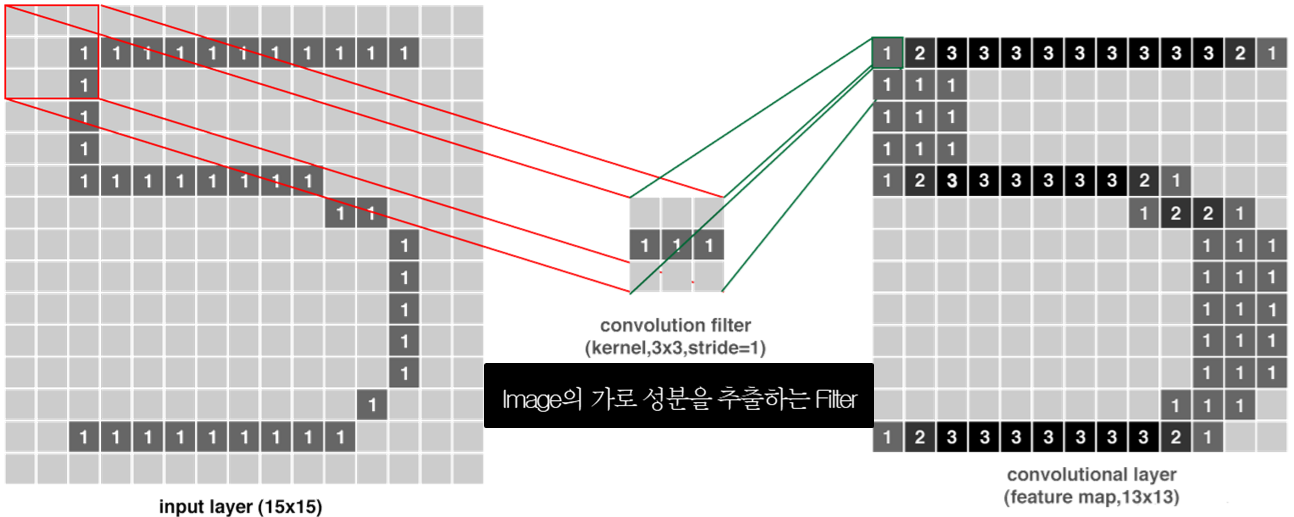 1 1 1 1 1 1 1 1 1 1 1
1
1
1
1 1 1 1 1 1 1 1
1 1
1
1
1
1
1
1
1 1 1 1 1 1 1 1 1
input layer (15x15)
1 1 1
convolution filter
(kernel,3x3,stride=1)
Image의 가로 성분을 추출하는 Filter
1 2 3 3 3 3 3 3 3 3 3 2 1
1 1 1
1 1 1
1 1 1
1 2 3 3 3 3 3 3 2 1
1 2 2 1
1 1 1
1 1 1
1 1 1
1 1 1
1 1 1
1 1 1
1 2 3 3 3 3 3 3 3 2 1
convolutional layer
(feature map,13x13)